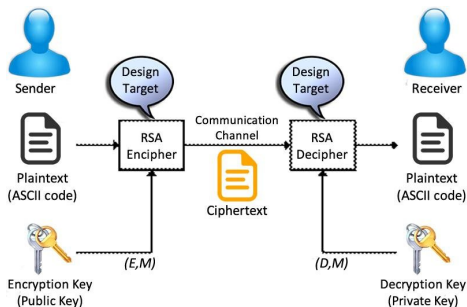 Sender
Design
Target
Design
Target
Receiver
RSA
Encipher
Communication
Channel
RSA
Decipher
Plaintext
(ASCII code)
Ciphertext
Plaintext
(ASCII code)
(E,M)
(D,M)
Encryption Key
(Public Key)
Decryption Key
(Private Key)